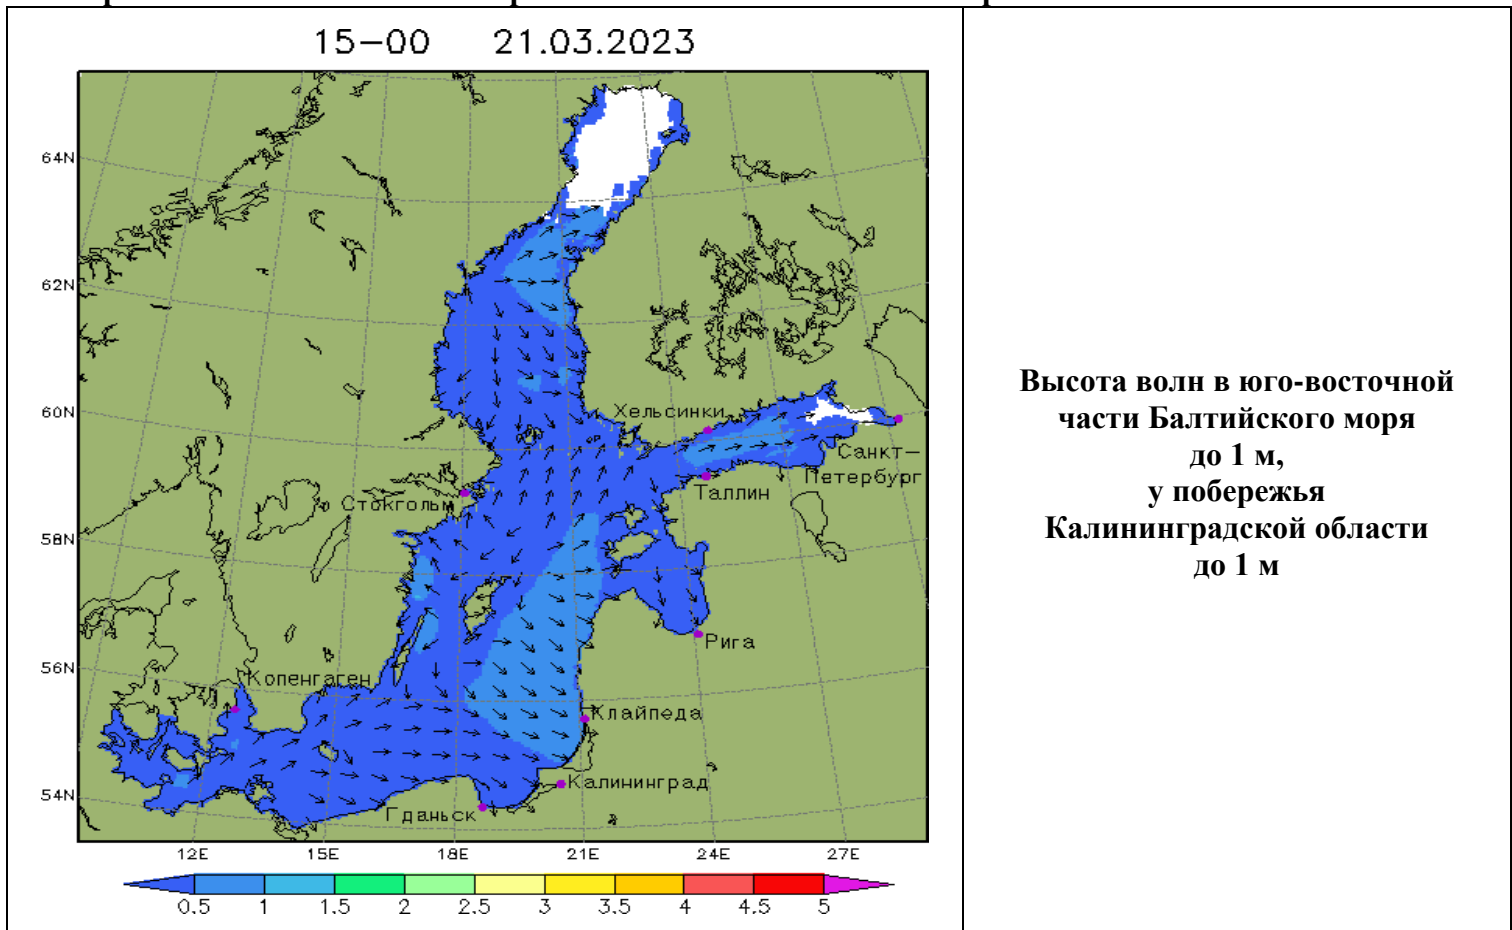 15-00 21.03.2023
64N
62N
60N
58N
56N
54N
Хельсинки
Санкт-
Петербург
Таллин
Стокгольм
Рига
Копенгаген
Клайпеда
Калининград
Гданьск
12E 15E 18E 21E 24E 27E
0.5 1 1.5 2 2.5 3 3.5 4 4.5 5
Высота волн в юго-восточной
части Балтийского моря
до 1 м,
у побережья
Калининградской области
до 1 м